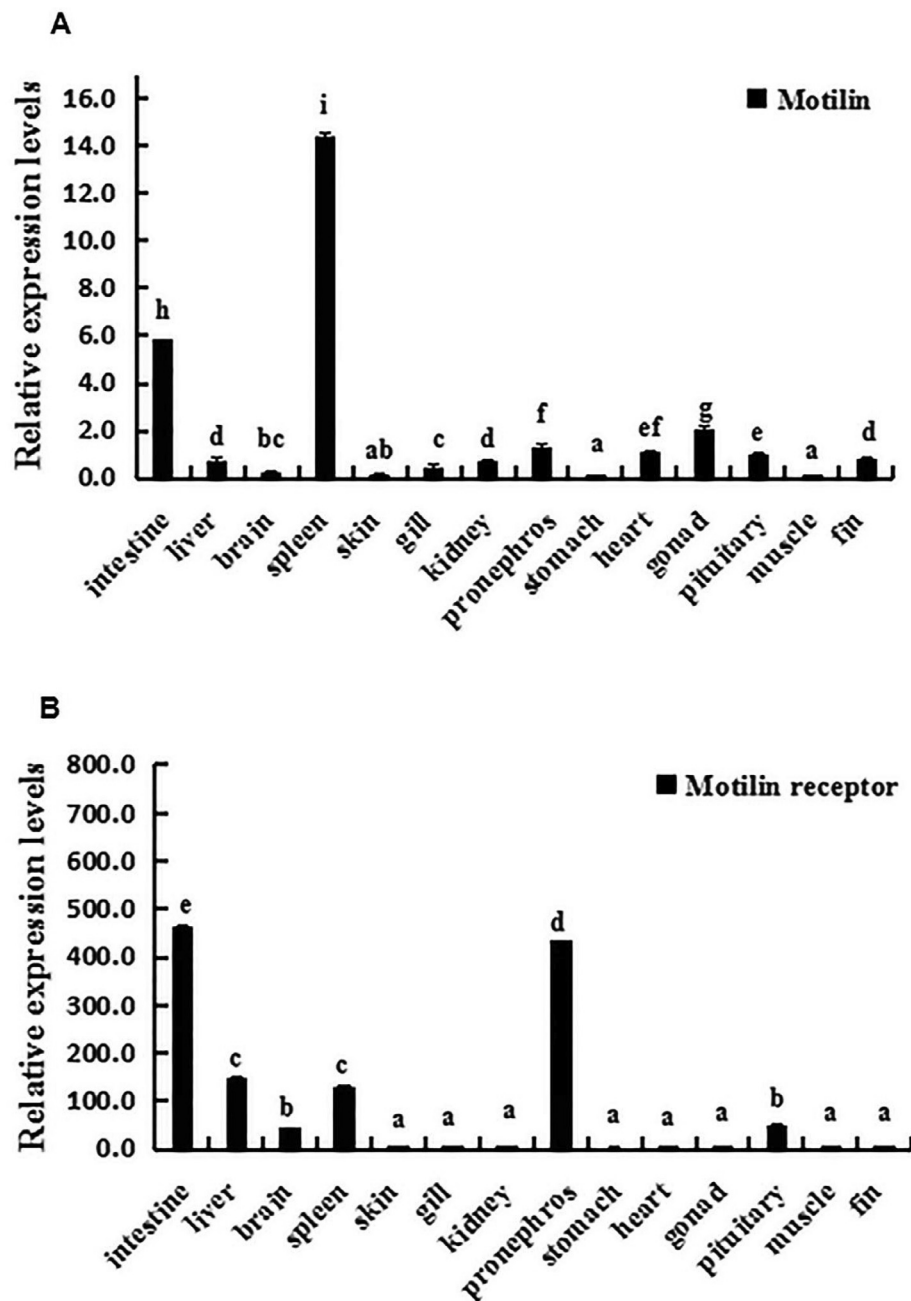 A
Relative expression levels
16.0
14.0
12.0
10.0
8.0
6.0
4.0
2.0
0.0
Motilin
h
d
bc
i
ab
c
d
f
a
ef
g
e
a
d
intestine
liver
brain
spleen
skin
gill
kidney
pronephros
stomach
heart
gonad
pituitary
muscle
fin
B
Relative expression levels
800.0
700.0
600.0
500.0
400.0
300.0
200.0
100.0
0.0
Motilin receptor
e
c
b
c
a
a
a
d
a
a
a
b
a
a
intestine
liver
brain
spleen
skin
gill
kidney
pronephros
stomach
heart
gonad
pituitary
muscle
fin